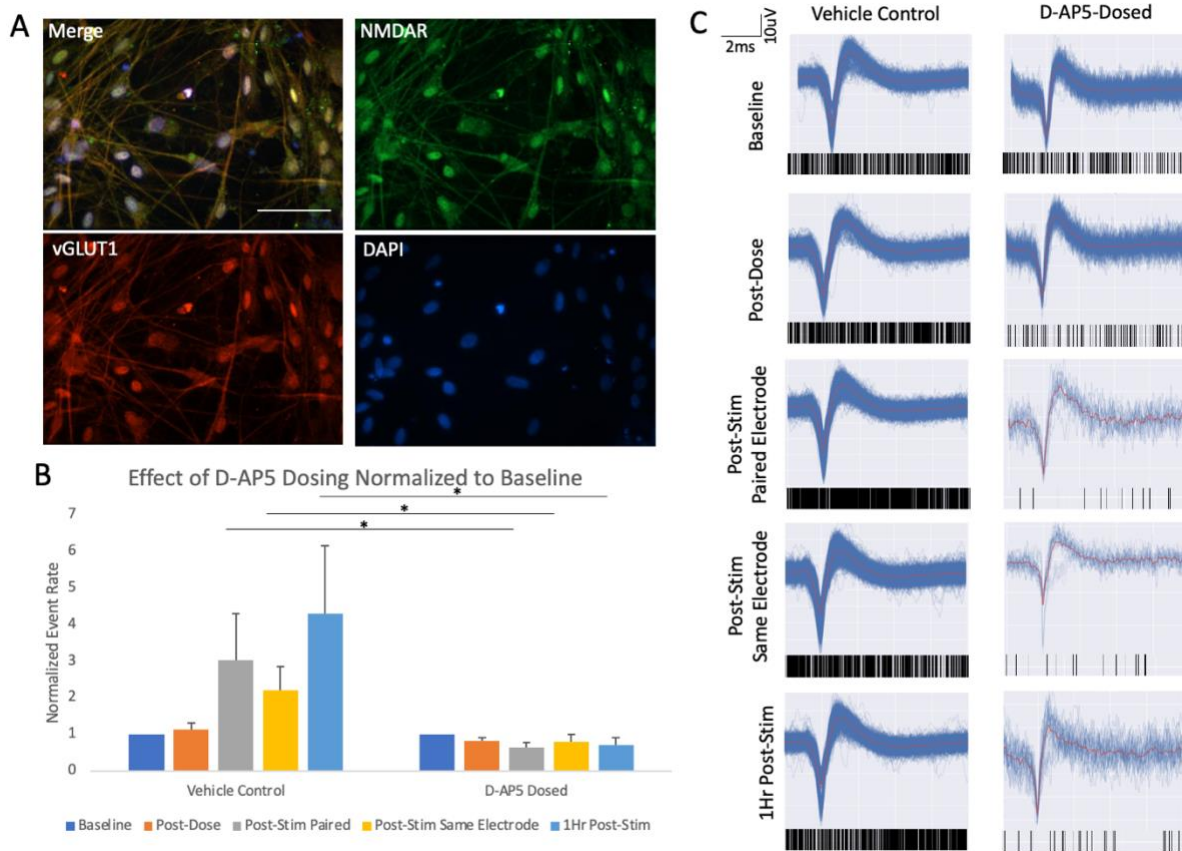 A
Merge
NMDAR
vGLUT1
DAPI
B
Effect of D-AP5 Dosing Normalized to Baseline
*
*
*
Normalized Event Rate
7
6
5
4
3
2
1
0
Vehicle Control
D-AP5 Dosed
Baseline
Post-Dose
Post-Stim Paired
Post-Stim Same Electrode
1Hr Post-Stim
C
Vehicle Control
D-AP5-Dosed
10uV
2ms
Baseline
Post-Dose
Post-Stim
Paired Electrode
Post-Stim
Same Electrode
1Hr Post-Stim